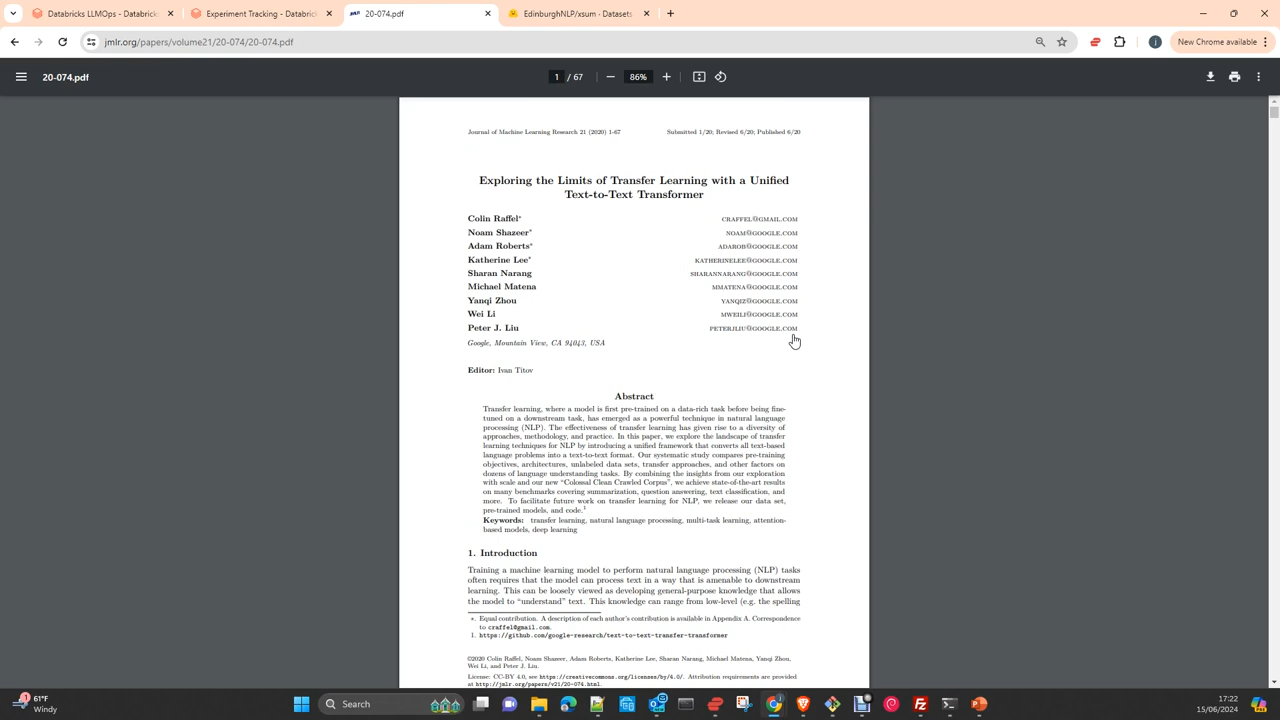 Databricks LLMOps - Databricks
Experiment Tracking - Databric
20-074.pdf
EdinburghNLP/xsum · Datasets
jmlr.org/papers/volume21/20-074/20-074.pdf
New Chrome available
20-074.pdf
1 / 67
86%
Journal of Machine Learning Research 21 (2020) 1-67
Submitted 1/20; Revised 6/20; Published 6/20
Exploring the Limits of Transfer Learning with a Unified
Text-to-Text Transformer
Colin Raffel* CRAFFEL@GMAIL.COM
Noam Shazeer* NOAM@GOOGLE.COM
Adam Roberts* ADAROB@GOOGLE.COM
Katherine Lee* KATHERINELEE@GOOGLE.COM
Sharan Narang SHARANNARANG@GOOGLE.COM
Michael Matena MMATENA@GOOGLE.COM
Yanqi Zhou YANQIZ@GOOGLE.COM
Wei Li MWEILI@GOOGLE.COM
Peter J. Liu PETERJLIU@GOOGLE.COM
Google, Mountain View, CA 94043, USA
Editor: Ivan Titov
Abstract
Transfer learning, where a model is first pre-trained on a data-rich task before being fine-
tuned on a downstream task, has emerged as a powerful technique in natural language
processing (NLP). The effectiveness of transfer learning has given rise to a diversity of
approaches, methodology, and practice. In this paper, we explore the landscape of transfer
learning techniques for NLP by introducing a unified framework that converts all text-based
language problems into a text-to-text format. Our systematic study compares pre-training
objectives, architectures, unlabeled data sets, transfer approaches, and other factors on
dozens of language understanding tasks. By combining the insights from our exploration
with scale and our new “Colossal Clean Crawled Corpus”, we achieve state-of-the-art results
on many benchmarks covering summarization, question answering, text classification, and
more. To facilitate future work on transfer learning for NLP, we release our data set,
pre-trained models, and code.1
Keywords: transfer learning, natural language processing, multi-task learning, attention-
based models, deep learning
1. Introduction
Training a machine learning model to perform natural language processing (NLP) tasks
often requires that the model can process text in a way that is amenable to downstream
learning. This can be loosely viewed as developing general-purpose knowledge that allows
the model to “understand” text. This knowledge can range from low-level (e.g. the spelling
*. Equal contribution. A description of each author's contribution is available in Appendix A. Correspondence
to craffel@gmail.com.
1. https://github.com/google-research/text-to-text-transfer-transformer
©2020 Colin Raffel, Noam Shazeer, Adam Roberts, Katherine Lee, Sharan Narang, Michael Matena, Yanqi Zhou,
Wei Li, and Peter J. Liu.
License: CC-BY 4.0, see https://creativecommons.org/licenses/by/4.0/. Attribution requirements are provided
at http://jmlr.org/papers/v21/20-074.html.
61°F
Windy
Search
17:22
15/06/2024